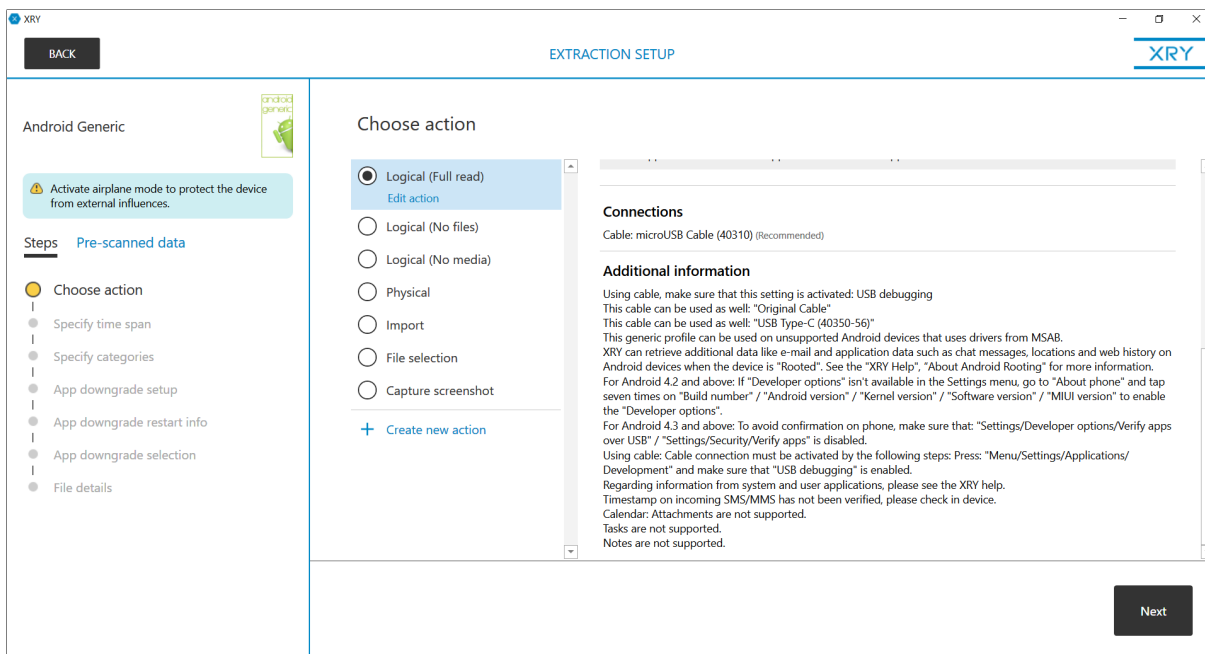 XRY
BACK
EXTRACTION SETUP
XRY
Android Generic
android
generic
Activate airplane mode to protect the device
from external influences.
Steps
Pre-scanned data
Choose action
Specify time span
Specify categories
App downgrade setup
App downgrade restart info
App downgrade selection
File details
Choose action
Logical (Full read)
Edit action
Logical (No files)
Logical (No media)
Physical
Import
File selection
Capture screenshot
+ Create new action
Connections
Cable: microUSB Cable (40310) (Recommended)
Additional information
Using cable, make sure that this setting is activated: USB debugging
This cable can be used as well: "Original Cable"
This cable can be used as well: "USB Type-C (40350-56)"
This generic profile can be used on unsupported Android devices that uses drivers from MSAB.
XRY can retrieve additional data like e-mail and application data such as chat messages, locations and web history on
Android devices when the device is "Rooted". See the "XRY Help", "About Android Rooting" for more information.
For Android 4.2 and above: If "Developer options" isn't available in the Settings menu, go to "About phone" and tap
seven times on "Build number" / "Android version" / "Kernel version" / "Software version" / "MIUI version" to enable
the "Developer options".
For Android 4.3 and above: To avoid confirmation on phone, make sure that: "Settings/Developer options/Verify apps
over USB" / "Settings/Security/Verify apps" is disabled.
Using cable: Cable connection must be activated by the following steps: Press: "Menu/Settings/Applications/
Development" and make sure that "USB debugging" is enabled.
Regarding information from system and user applications, please see the XRY help.
Timestamp on incoming SMS/MMS has not been verified, please check in device.
Calendar: Attachments are not supported.
Tasks are not supported.
Notes are not supported.
Next